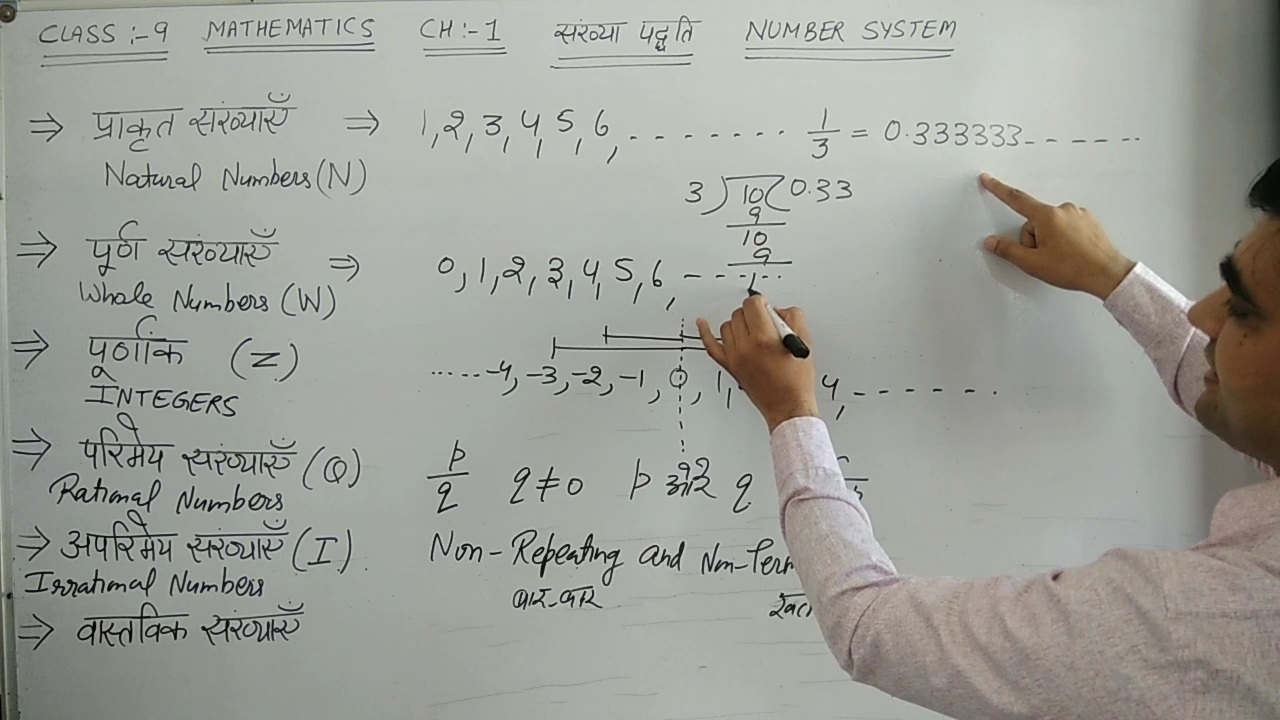 CLASS :- 9 MATHEMATICS CH :- 1 संख्या पद्धति NUMBER SYSTEM
⇒ प्राकृत संख्याएँ ⇒ 1, 2, 3, 4, 5, 6, - - - - - - - - 1/3 = 0.333333 - - - - - -
Natural Numbers (N)
3 ) 10 ( 0.33
9
10
9
1
⇒ पूर्ण संख्याएँ ⇒ 0, 1, 2, 3, 4, 5, 6, - - - - - -
Whole Numbers (W)
⇒ पूर्णांक (Z)
INTEGERS
......-4, -3, -2, -1, 0, 1, 4, - - - - - -
⇒ परिमेय संख्याएँ (Q) p/q q ≠ 0 p और q
Rational Numbers
⇒ अपरिमेय संख्याएँ (I) Non-Repeating and Non-Term
Irrational Numbers बार-बार
⇒ वास्तविक संख्याएँ